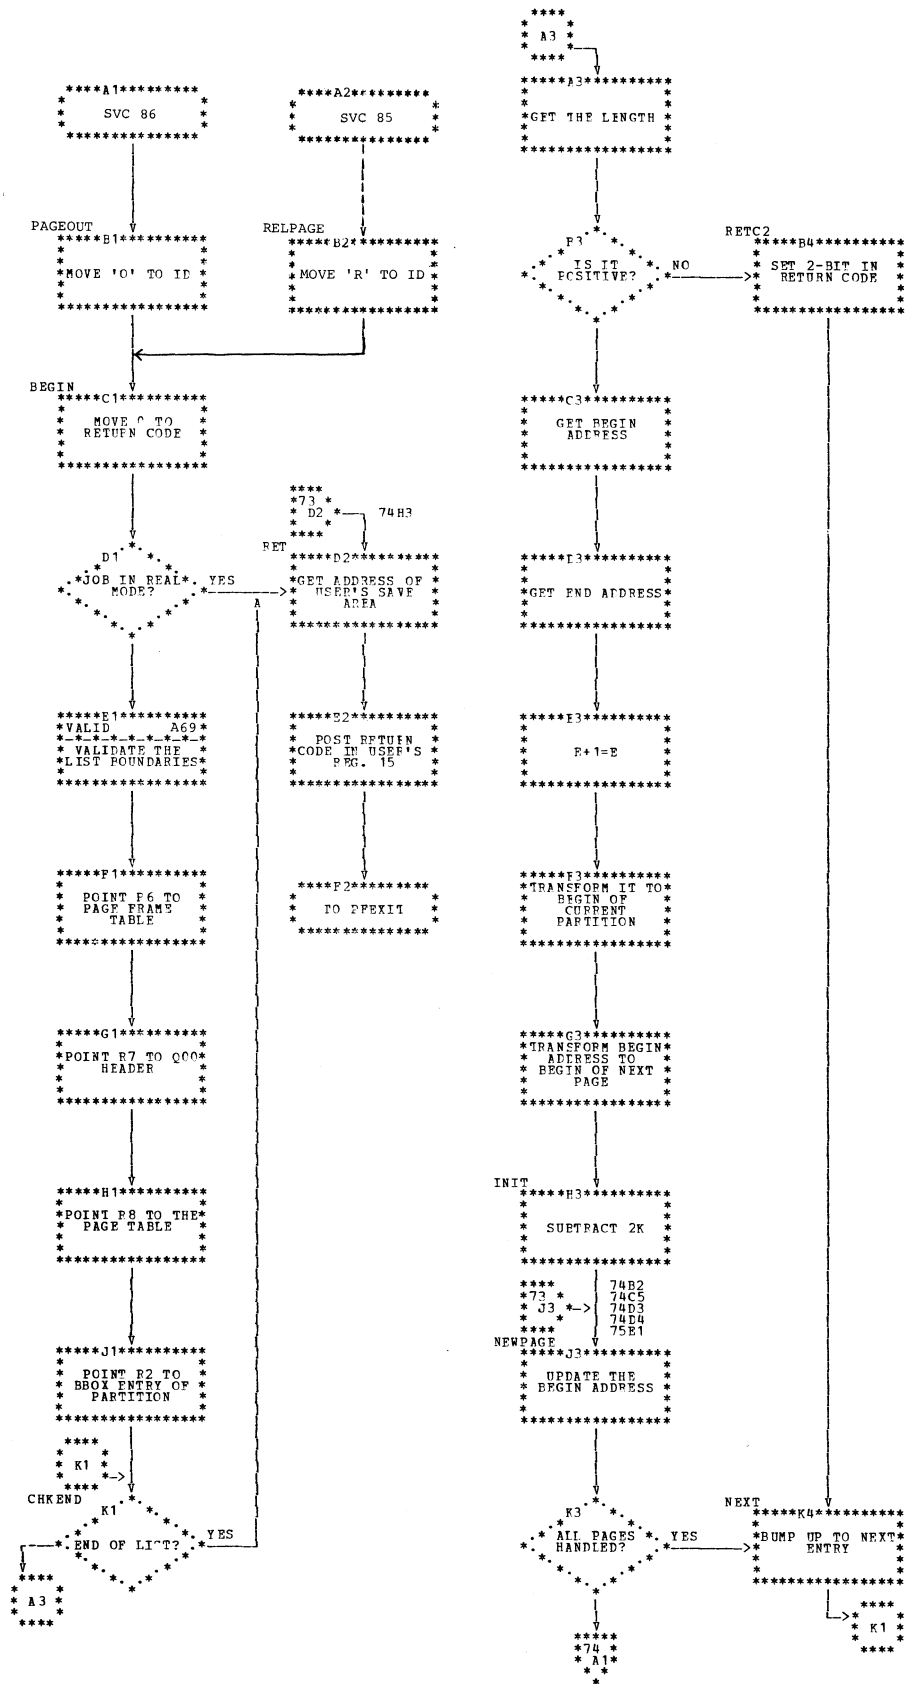 A1
SVC 86
A2
SVC 85
PAGEOUT
B1
MOVE 'O' TO ID
RELPAGE
B2
MOVE 'R' TO ID
BEGIN
C1
MOVE TO
RETURN CODE
73
D2
74H3
D1
JOB IN REAL
MODE?
YES
A
RET
D2
GET ADDRESS OF
USER'S SAVE
AREA
E1
VALID A69
VALIDATE THE
LIST BOUNDARIES
E2
POST RETURN
CODE IN USER'S
REG. 15
F1
POINT R6 TO
PAGE FRAME
TABLE
F2
TO PFEXIT
G1
POINT R7 TO Q00
HEADER
H1
POINT R8 TO THE
PAGE TABLE
J1
POINT R2 TO
BBOX ENTRY OF
PARTITION
K1
CHKEND
K1
END OF LIST?
YES
A3
A3
A3
GET THE LENGTH
B3
IS IT
POSITIVE?
NO
RETC2
B4
SET 2-BIT IN
RETURN CODE
C3
GET BEGIN
ADDRESS
D3
GET END ADDRESS
E3
E+1=E
F3
TRANSFORM IT TO
BEGIN OF
CURRENT
PARTITION
G3
TRANSFORM BEGIN
ADDRESS TO
BEGIN OF NEXT
PAGE
INIT
H3
SUBTRACT 2K
73
J3
74B2
74C5
74D3
74D4
75E1
NEWPAGE
J3
UPDATE THE
BEGIN ADDRESS
K3
ALL PAGES
HANDLED?
YES
NEXT
K4
BUMP UP TO NEXT
ENTRY
K1
74
A1